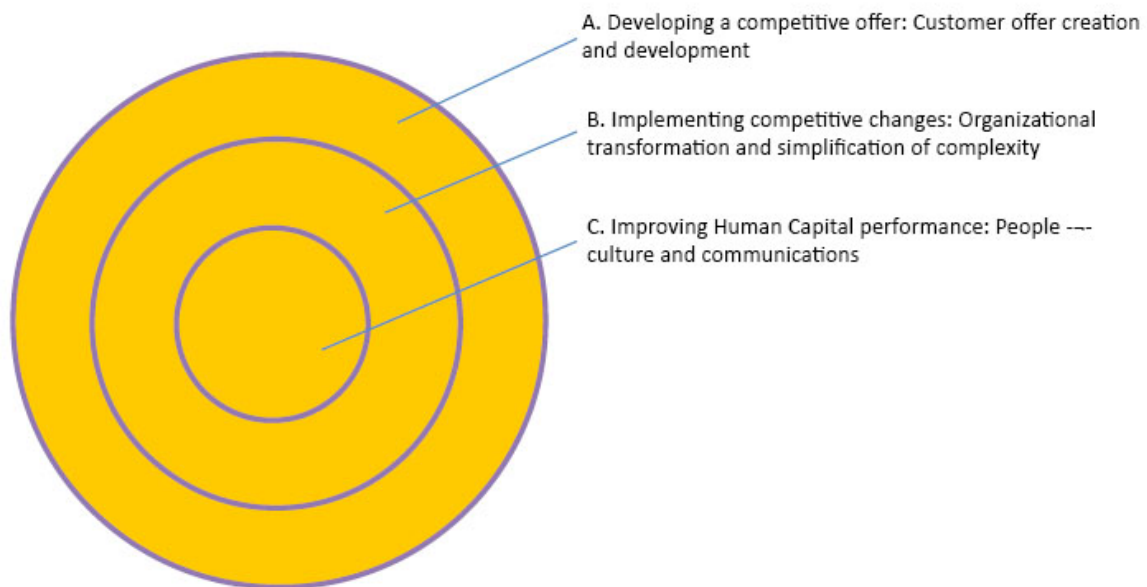 A. Developing a competitive offer: Customer offer creation
and development
B. Implementing competitive changes: Organizational
transformation and simplification of complexity
C. Improving Human Capital performance: People -¬-
culture and communications